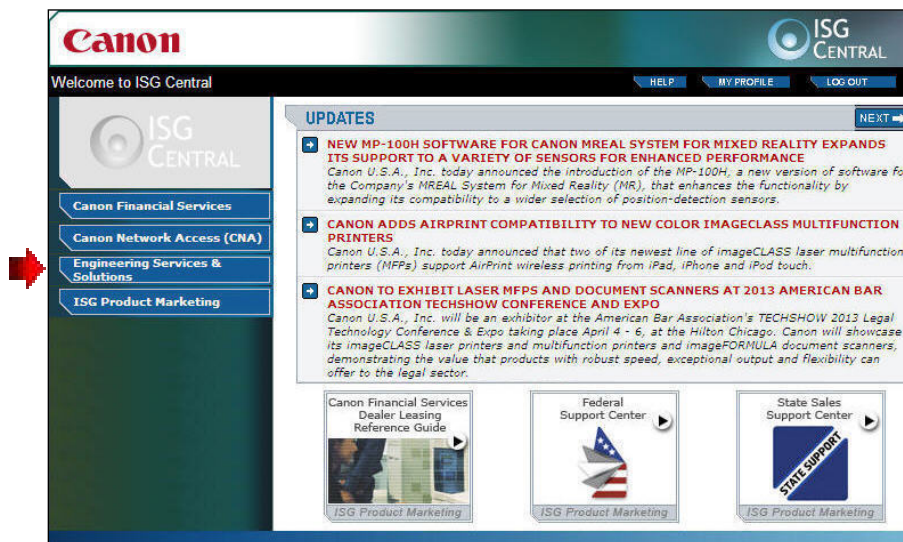 Canon
ISG
CENTRAL
Welcome to ISG Central
HELP
MY PROFILE
LOG OUT
ISG
CENTRAL
Canon Financial Services
Canon Network Access (CNA)
Engineering Services &
Solutions
ISG Product Marketing
UPDATES
NEXT
NEW MP-100H SOFTWARE FOR CANON MREAL SYSTEM FOR MIXED REALITY EXPANDS
ITS SUPPORT TO A VARIETY OF SENSORS FOR ENHANCED PERFORMANCE
Canon U.S.A., Inc. today announced the introduction of the MP-100H, a new version of software fo
the Company's MREAL System for Mixed Reality (MR), that enhances the functionality by
expanding its compatibility to a wider selection of position-detection sensors.
CANON ADDS AIRPRINT COMPATIBILITY TO NEW COLOR IMAGECLASS MULTIFUNCTION
PRINTERS
Canon U.S.A., Inc. today announced that two of its newest line of imageCLASS laser multifunction
printers (MFPs) support AirPrint wireless printing from iPad, iPhone and iPod touch.
CANON TO EXHIBIT LASER MFPS AND DOCUMENT SCANNERS AT 2013 AMERICAN BAR
ASSOCIATION TECHSHOW CONFERENCE AND EXPO
Canon U.S.A., Inc. will be an exhibitor at the American Bar Association's TECHSHOW 2013 Legal
Technology Conference & Expo taking place April 4 - 6, at the Hilton Chicago. Canon will showcase
its imageCLASS laser printers and multifunction printers and imageFORMULA document scanners,
demonstrating the value that products with robust speed, exceptional output and flexibility can
offer to the legal sector.
Canon Financial Services
Dealer Leasing
Reference Guide
ISG Product Marketing
Federal
Support Center
ISG Product Marketing
State Sales
Support Center
STATE SUPPORT
ISG Product Marketing